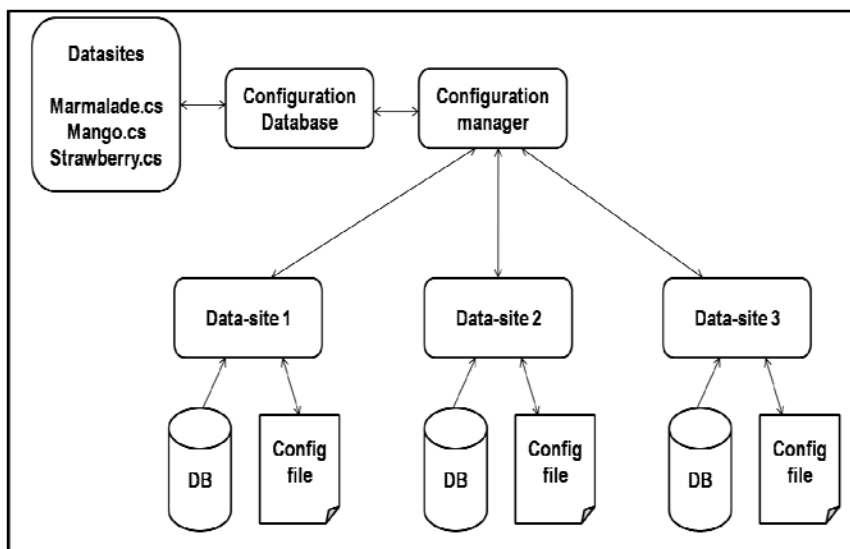 Datasites
Marmalade.cs
Mango.cs
Strawberry.cs
Configuration
Database
Configuration
manager
Data-site 1
Data-site 2
Data-site 3
DB
Config
file
DB
Config
file
DB
Config
file